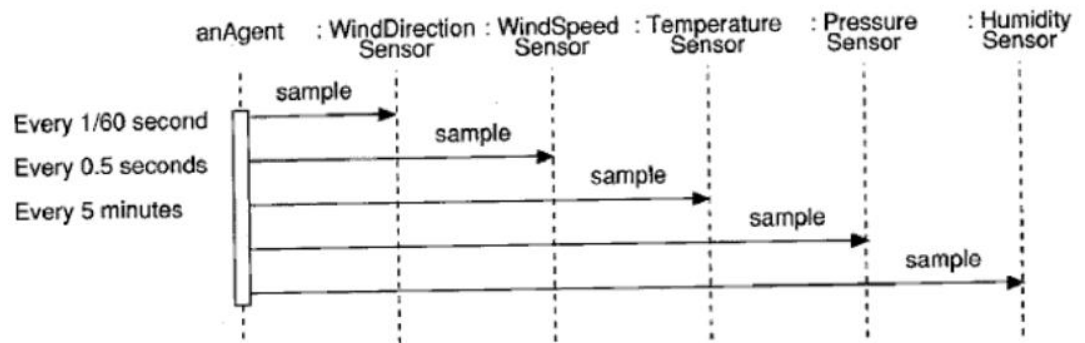 anAgent
: WindDirection
Sensor
: WindSpeed
Sensor
: Temperature
Sensor
: Pressure
Sensor
: Humidity
Sensor
sample
Every 1/60 second
sample
Every 0.5 seconds
sample
Every 5 minutes
sample
sample